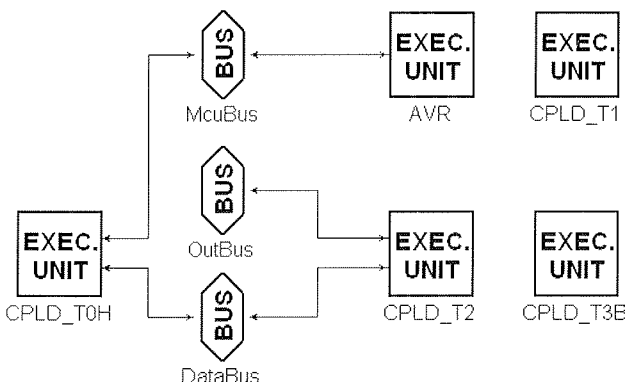 BUS
McuBus
EXEC.
UNIT
AVR
EXEC.
UNIT
CPLD_T1
BUS
OutBus
EXEC.
UNIT
CPLD_T0H
BUS
DataBus
EXEC.
UNIT
CPLD_T2
EXEC.
UNIT
CPLD_T3B